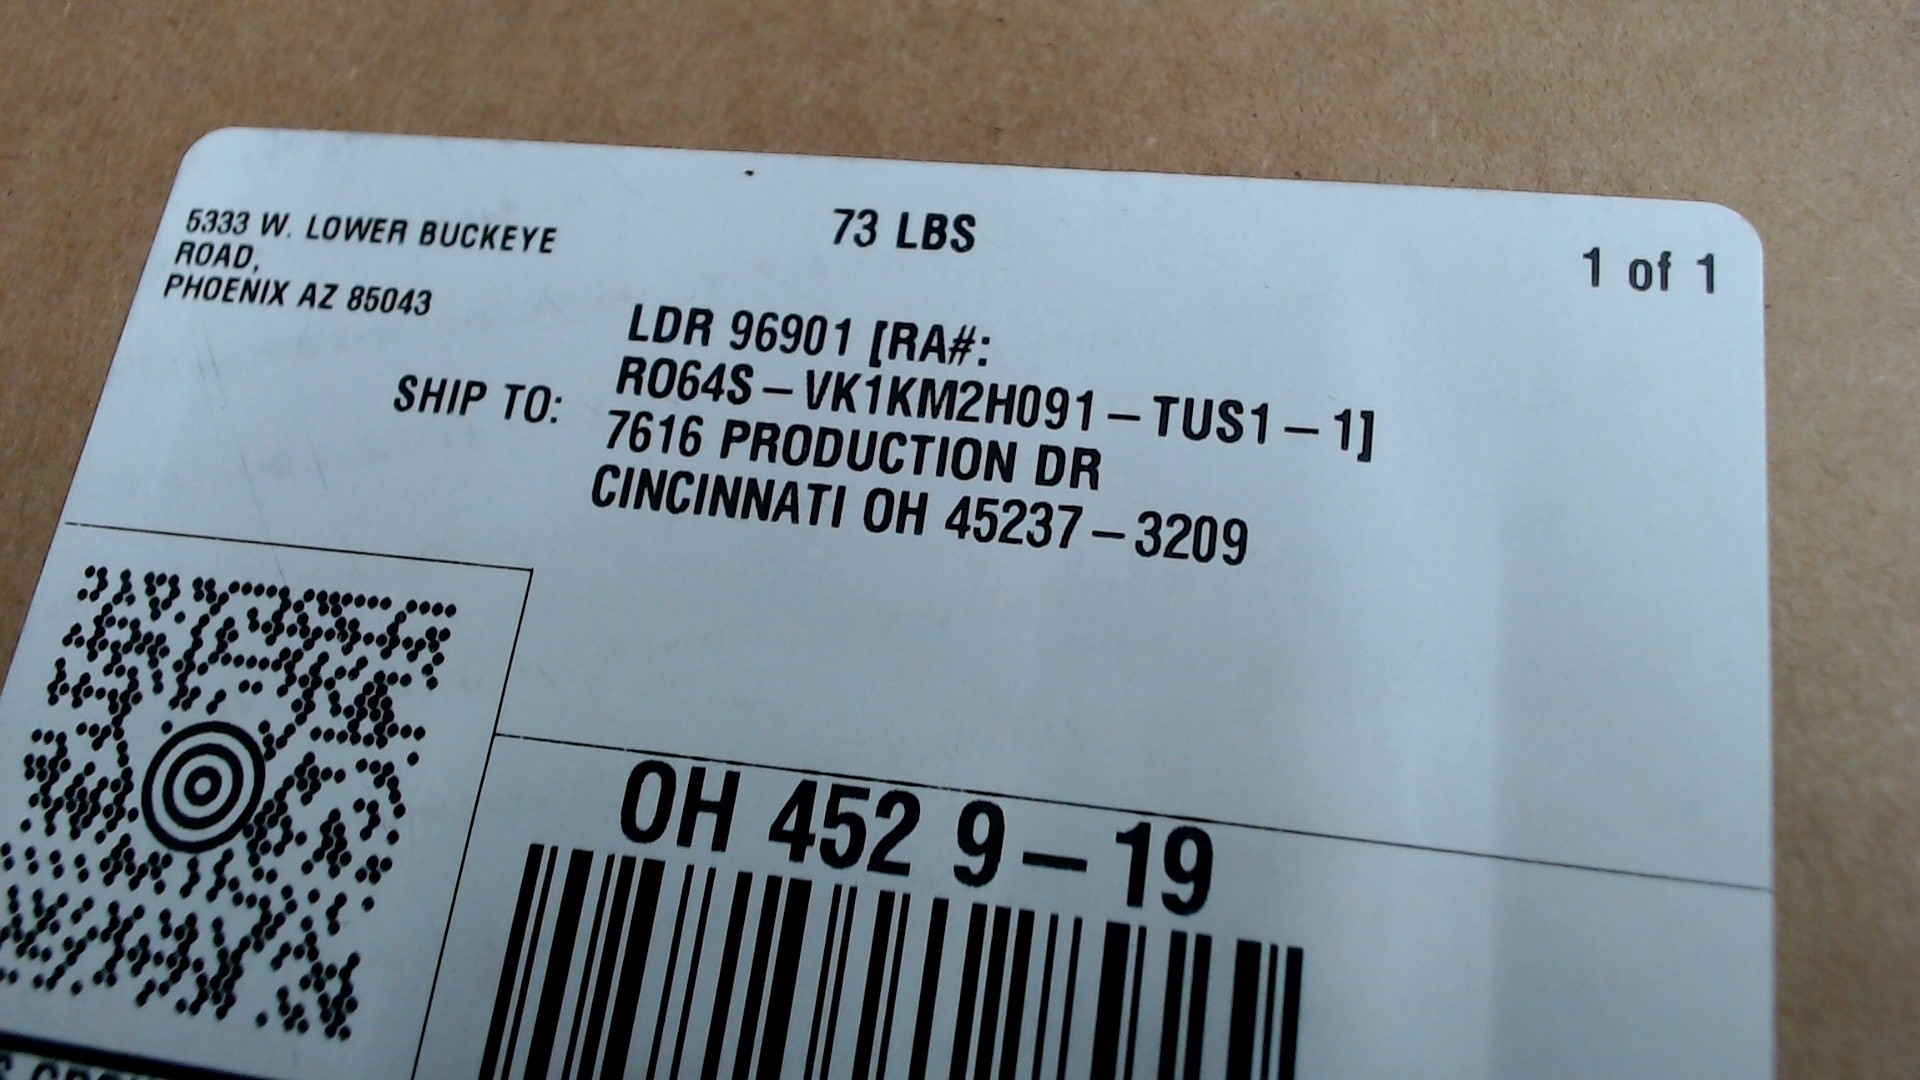 5333 W. LOWER BUCKEYE
ROAD,
PHOENIX AZ 85043
73 LBS
1 of 1
SHIP TO:
LDR 96901 [RA#:
RO64S-VK1KM2H091-TUS1-1]
7616 PRODUCTION DR
CINCINNATI OH 45237-3209
OH 452 9-19